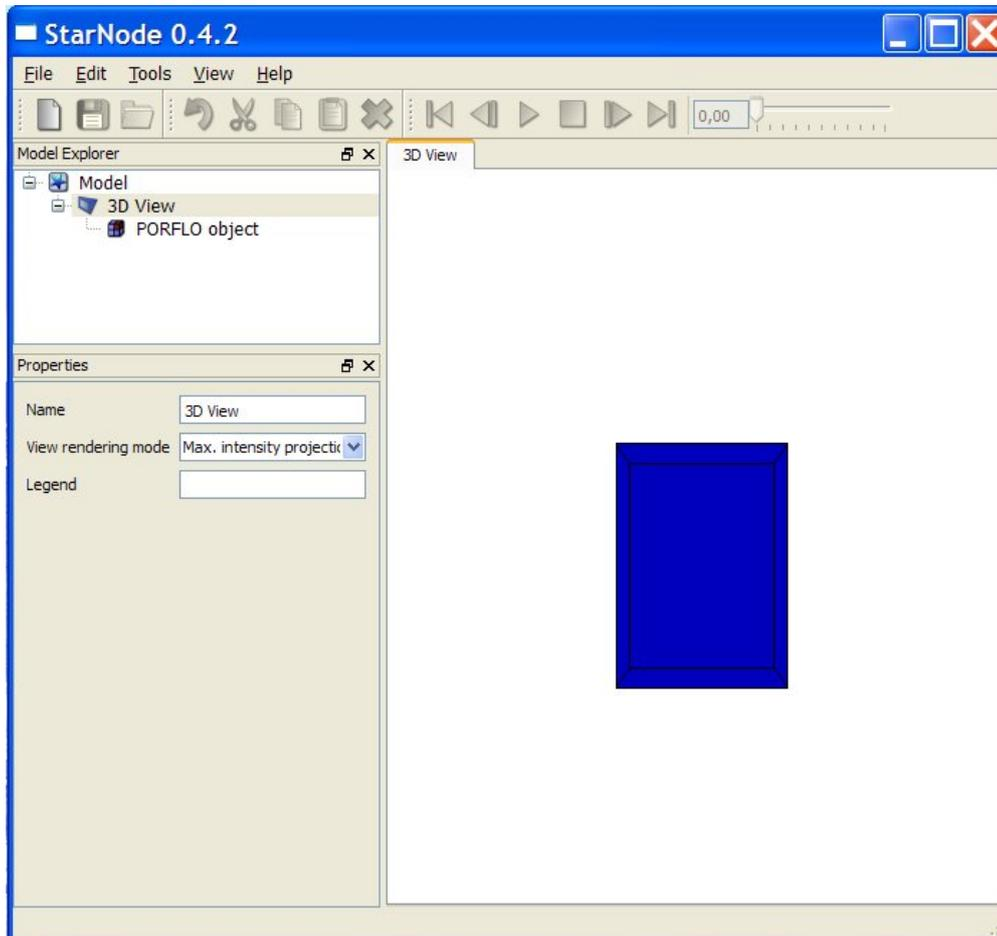 StarNode 0.4.2
File Edit Tools View Help
0,00
Model Explorer
3D View
Model
3D View
PORFLO object
Properties
Name 3D View
View rendering mode Max. intensity projectic
Legend